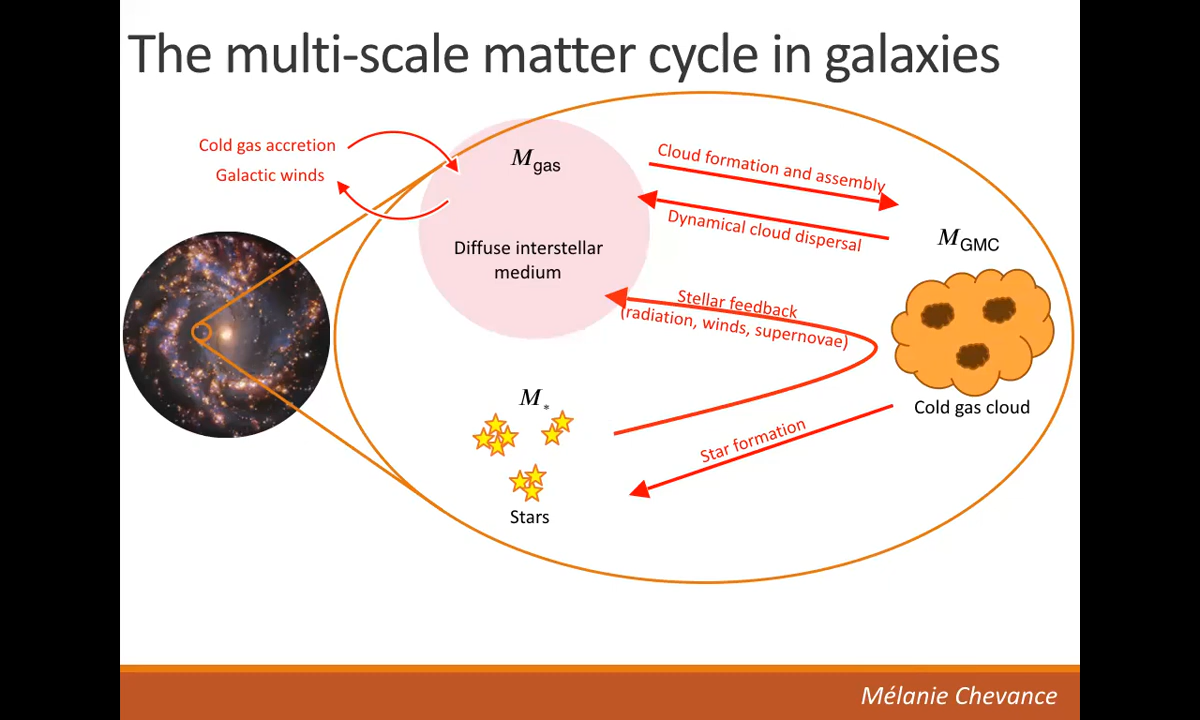 The multi-scale matter cycle in galaxies
Cold gas accretion
Galactic winds
Mgas
Diffuse interstellar
medium
Cloud formation and assembly
Dynamical cloud dispersal
MGMC
Stellar feedback
(radiation, winds, supernovae)
Cold gas cloud
M*
Star formation
Stars
Mélanie Chevance